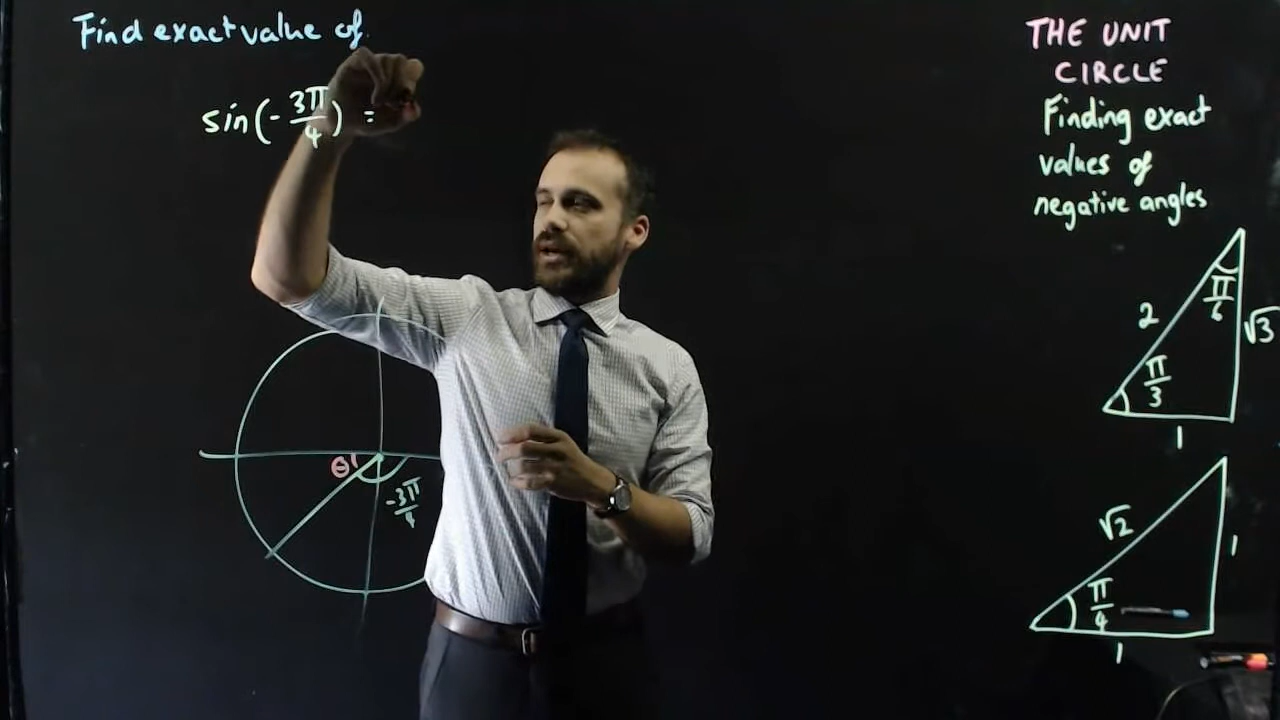 Find exact value of
sin(-3π/4) =
θ'
-3π/4
THE UNIT
CIRCLE
Finding exact
values of
negative angles
π/6
2
√3
π/3
1
√2
1
π/4
1